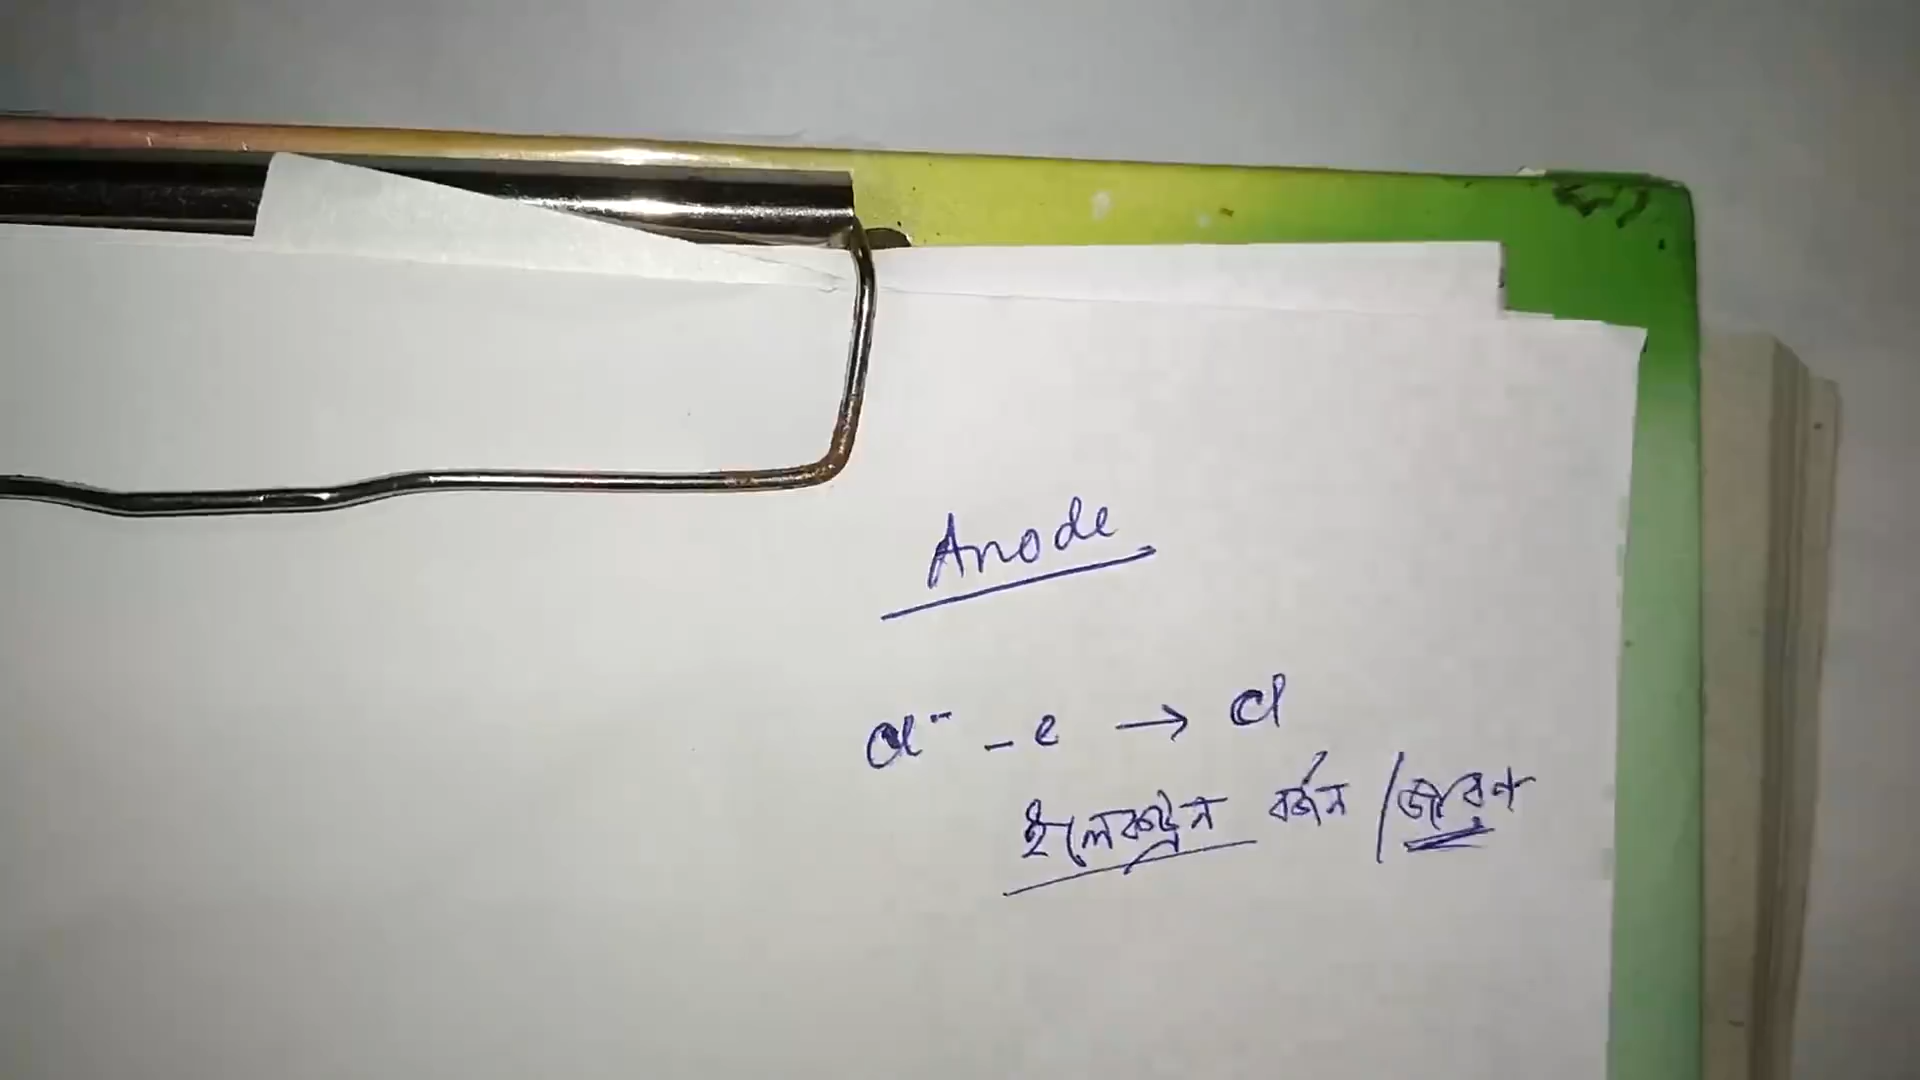 Anode
Cl⁻ - e → Cl
ইলেকট্রন বর্জন / জারণ